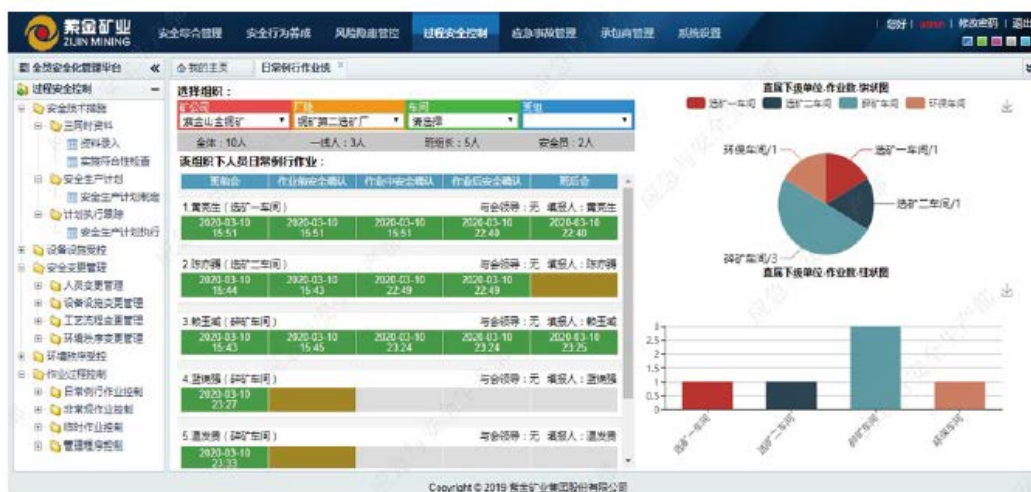 紫金矿业
ZIJIN MINING
安全综合管理 安全行为养成 风险隐患管控 过程安全控制 应急事故管理 承包商管理 系统设置
您好！ admin | 修改密码 | 退出
全员安全化管理平台 «
我的主页 日常例行作业统 ×
过程安全控制
安全技术措施
三同时资料
资料录入
实施符合性检查
安全生产计划
安全生产计划制定
计划执行跟踪
安全生产计划执行
设备设施受控
安全变更管理
人员变更管理
设备设施变更管理
工艺流程变更管理
环境秩序变更管理
环境秩序受控
作业过程控制
日常例行作业控制
非常规作业控制
临时作业控制
管理程序控制
选择组织：
矿公司 厂处 车间 班组
紫金山金铜矿 铜矿第二选矿厂 请选择
全体：10人 一线人：3人 班组长：5人 安全员：2人
该组织下人员日常例行作业：
班前会 作业前安全确认 作业中安全确认 作业后安全确认 班后会
1.黄亮生（选矿一车间） 与会领导：无 填报人：黄亮生
2020-03-10 2020-03-10 2020-03-10 2020-03-10 2020-03-10
15:51 15:51 15:51 22:40 22:40
2.陈亦骋（选矿二车间） 与会领导：无 填报人：陈亦骋
2020-03-10 2020-03-10 2020-03-10 2020-03-10
15:44 15:43 22:49 22:49
3.赖玉斌（碎矿车间） 与会领导：无 填报人：赖玉斌
2020-03-10 2020-03-10 2020-03-10 2020-03-10 2020-03-10
15:43 15:45 23:24 23:24 23:25
4.蓝德强（碎矿车间） 与会领导：无 填报人：蓝德强
2020-03-10
23:27
5.温发贵（碎矿车间） 与会领导：无 填报人：温发贵
2020-03-10
23:33
直属下级单位-作业数-饼状图
选矿一车间 选矿二车间 碎矿车间 环保车间
环保车间/1 选矿一车间/1
选矿二车间/1
碎矿车间/3
直属下级单位-作业数-柱状图
3
2.5
2
1.5
1
0.5
0
选矿一车间 选矿二车间 碎矿车间 环保车间
Copyright © 2019 紫金矿业集团股份有限公司